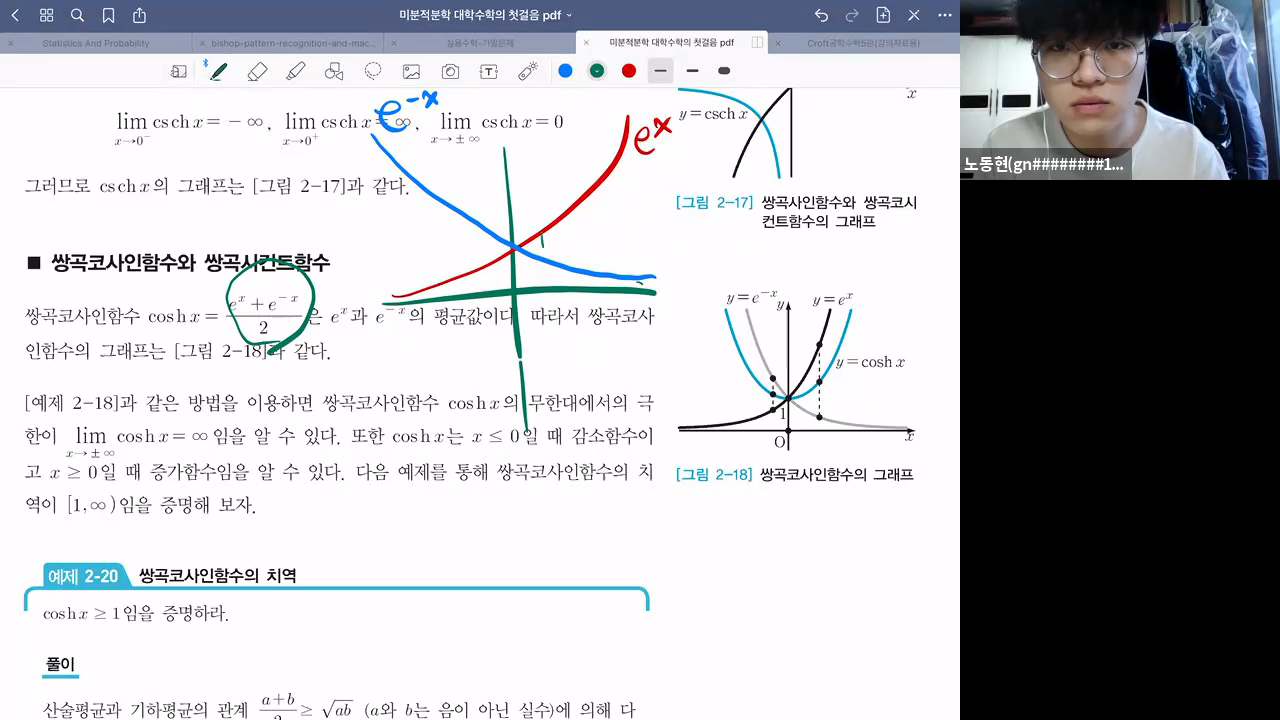 미분적분학 대학수학의 첫걸음 pdf
Statistics And Probability
bishop-pattern-recognition-and-mac...
실용수학-기말문제
미분적분학 대학수학의 첫걸음 pdf
lim x→0⁻ csch x = −∞, lim x→0⁺ csch x = ∞, lim x→±∞ csch x = 0
e^{-x}
e^x
그러므로 csch x의 그래프는 [그림 2-17]과 같다.
■ 쌍곡코사인함수와 쌍곡시컨트함수
쌍곡코사인함수 cosh x = (e^x + e^{-x})/2 은 e^x과 e^{-x}의 평균값이다. 따라서 쌍곡코사
인함수의 그래프는 [그림 2-18]과 같다.
[예제 2-18]과 같은 방법을 이용하면 쌍곡코사인함수 cosh x의 무한대에서의 극
한이 lim x→±∞ cosh x = ∞임을 알 수 있다. 또한 cosh x는 x ≤ 0일 때 감소함수이
고 x ≥ 0일 때 증가함수임을 알 수 있다. 다음 예제를 통해 쌍곡코사인함수의 치
역이 [1, ∞)임을 증명해 보자.
예제 2-20 쌍곡코사인함수의 치역
cosh x ≥ 1임을 증명하라.
풀이
산술평균과 기하평균의 관계 (a+b)/2 ≥ √ab (a와 b는 음이 아닌 실수)에 의해 다
y = csch x
x
[그림 2-17] 쌍곡사인함수와 쌍곡코시
컨트함수의 그래프
y = e^{-x}
y
y = e^x
y = cosh x
1
O
x
[그림 2-18] 쌍곡코사인함수의 그래프
노동현(gn########1...